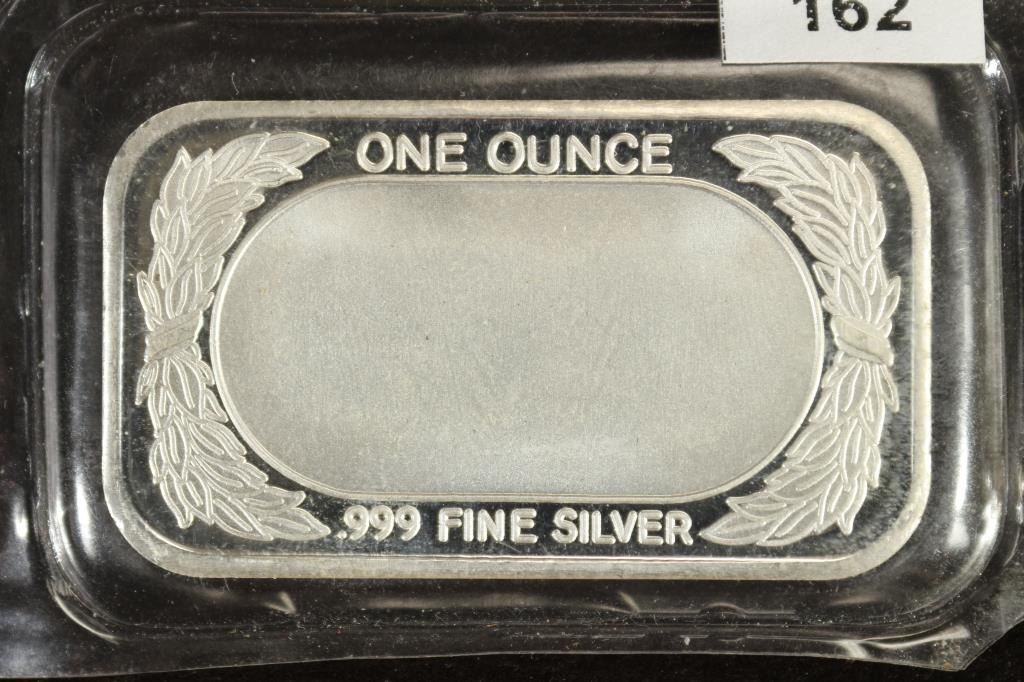 162
ONE OUNCE
.999 FINE SILVER